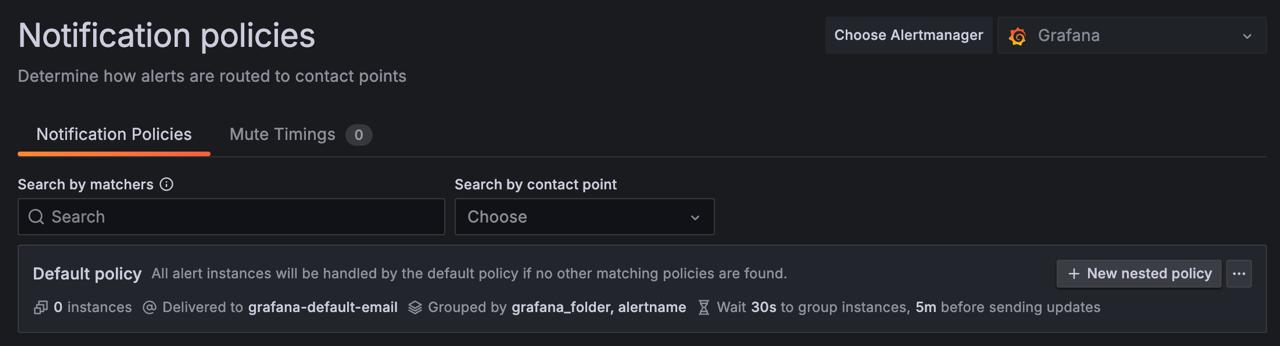 Notification policies
Choose Alertmanager Grafana
Determine how alerts are routed to contact points
Notification Policies Mute Timings 0
Search by matchers Search by contact point
Search Choose
Default policy All alert instances will be handled by the default policy if no other matching policies are found. + New nested policy ...
0 instances @ Delivered to grafana-default-email Grouped by grafana_folder, alertname Wait 30s to group instances, 5m before sending updates